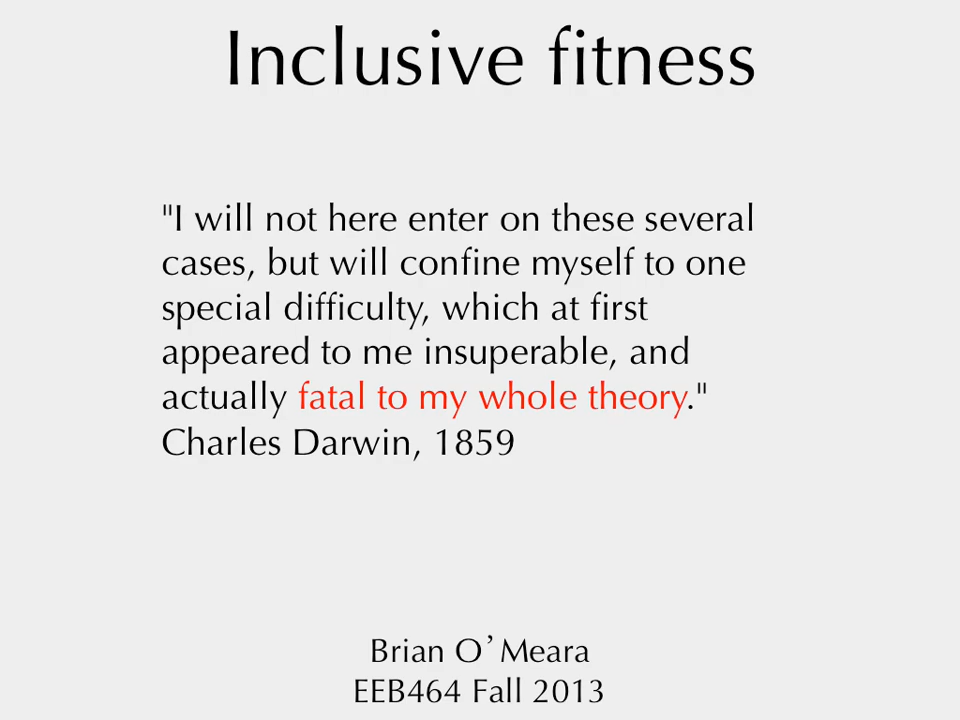 Inclusive fitness
"I will not here enter on these several
cases, but will confine myself to one
special difficulty, which at first
appeared to me insuperable, and
actually fatal to my whole theory."
Charles Darwin, 1859
Brian O’Meara
EEB464 Fall 2013